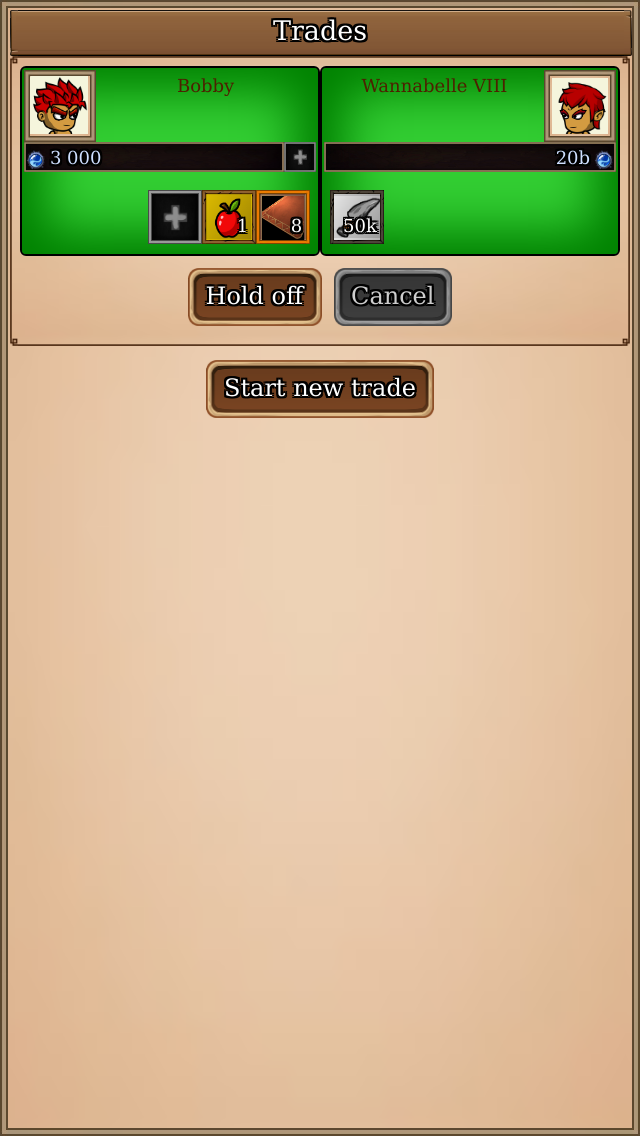 Trades
Bobby
Wannabelle VIII
3 000
20b
1
8
50k
Hold off
Cancel
Start new trade